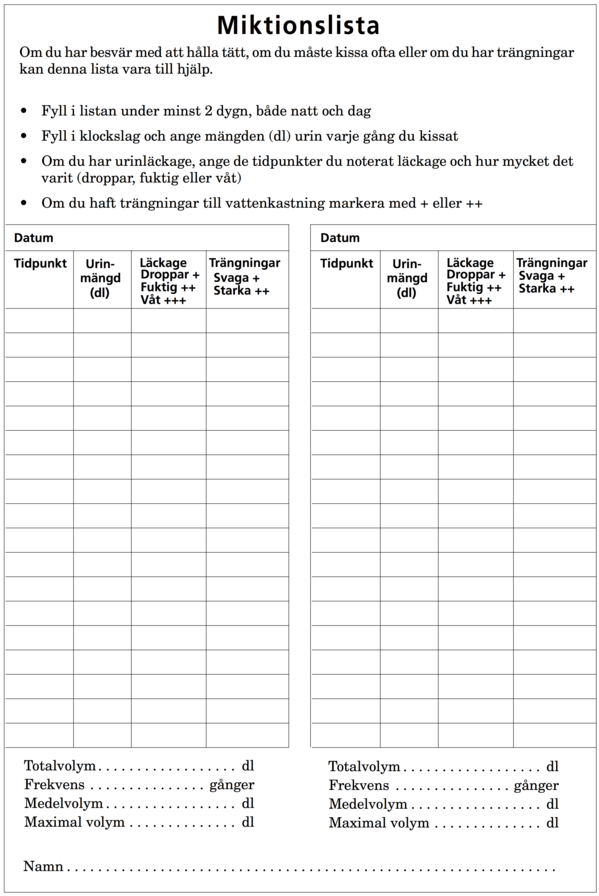 Miktionslista
Om du har besvär med att hålla tätt, om du måste kissa ofta eller om du har trängningar
kan denna lista vara till hjälp.
• Fyll i listan under minst 2 dygn, både natt och dag
• Fyll i klockslag och ange mängden (dl) urin varje gång du kissat
• Om du har urinläckage, ange de tidpunkter du noterat läckage och hur mycket det
varit (droppar, fuktig eller våt)
• Om du haft trängningar till vattenkastning markera med + eller ++
Datum
Tidpunkt
Urin-
mängd
(dl)
Läckage
Droppar +
Fuktig ++
Våt +++
Trängningar
Svaga +
Starka ++
Totalvolym . . . . . . . . . . . . . . . . . . dl
Frekvens . . . . . . . . . . . . . . . gånger
Medelvolym . . . . . . . . . . . . . . . . . dl
Maximal volym . . . . . . . . . . . . . . dl
Datum
Tidpunkt
Urin-
mängd
(dl)
Läckage
Droppar +
Fuktig ++
Våt +++
Trängningar
Svaga +
Starka ++
Totalvolym . . . . . . . . . . . . . . . . . . dl
Frekvens . . . . . . . . . . . . . . . gånger
Medelvolym . . . . . . . . . . . . . . . . . dl
Maximal volym . . . . . . . . . . . . . . dl
Namn . . . . . . . . . . . . . . . . . . . . . . . . . . . . . . . . . . . . . . . . . . . . . . . . . . . . . . . . . . . . . . .